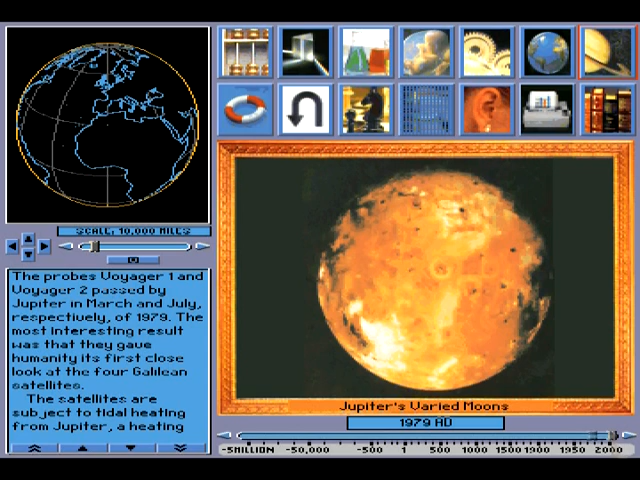 SCALE: 10,000 MILES
The probes Voyager 1 and
Voyager 2 passed by
Jupiter in March and July,
respectively, of 1979. The
most interesting result
was that they gave
humanity its first close
look at the four Galilean
satellites.
The satellites are
subject to tidal heating
from Jupiter, a heating
Jupiter's Varied Moons
1979 AD
-5MILLION -50,000 -500 1 500 1000 1500 1900 1950 2000